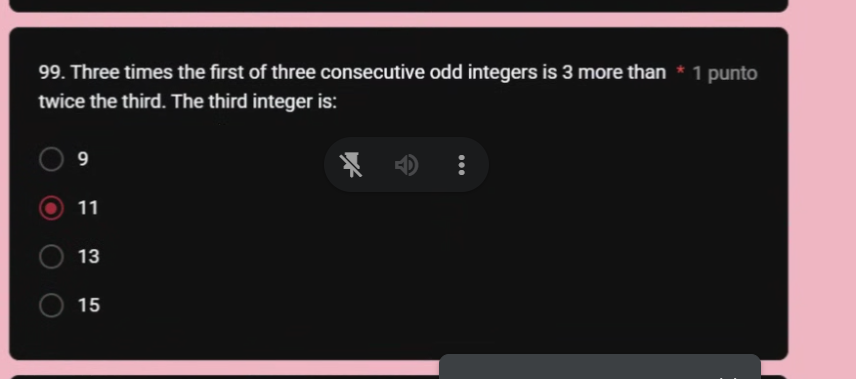 99. Three times the first of three consecutive odd integers is 3 more than * 1 punto
twice the third. The third integer is:
9
11
13
15